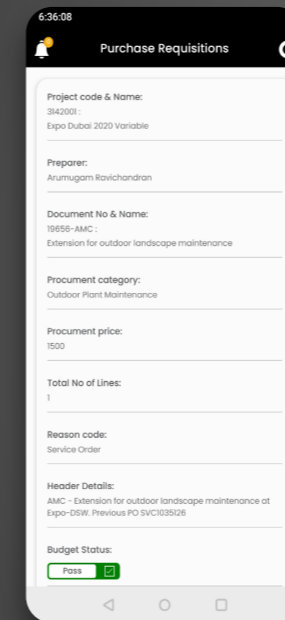 6:36:08
Purchase Requisitions
Project code & Name:
3142001 :
Expo Dubai 2020 Variable
Preparer:
Arumugam Ravichandran
Document No & Name:
19656-AMC :
Extension for outdoor landscape maintenance
Procument category:
Outdoor Plant Maintenance
Procument price:
1500
Total No of Lines:
1
Reason code:
Service Order
Header Details:
AMC - Extension for outdoor landscape maintenance at
Expo-DSW. Previous PO SVC1035126
Budget Status:
Pass